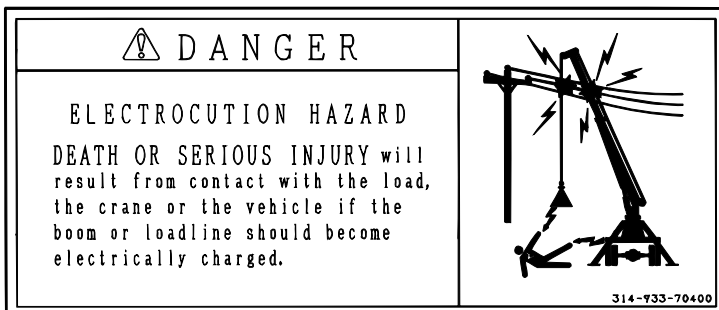 DANGER
ELECTROCUTION HAZARD
DEATH OR SERIOUS INJURY will
result from contact with the load,
the crane or the vehicle if the
boom or loadline should become
electrically charged.
314-933-70400